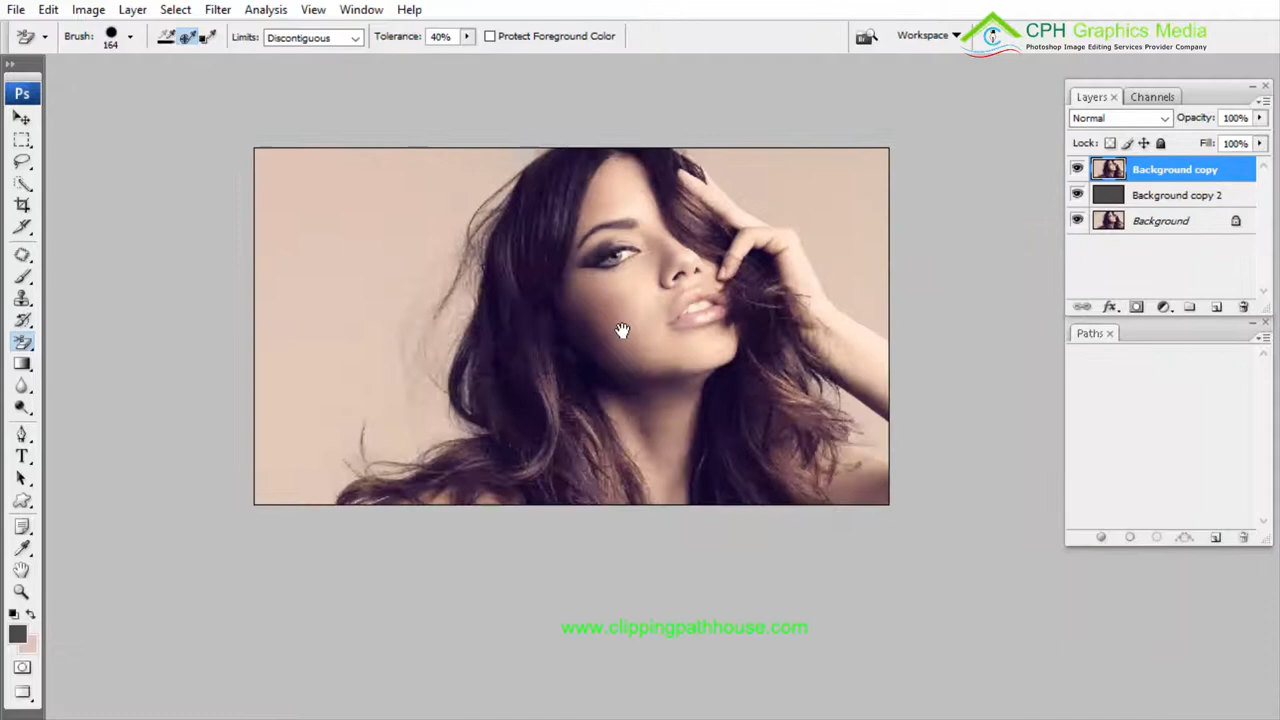 File Edit Image Layer Select Filter Analysis View Window Help
Brush: 164 Limits: Discontiguous Tolerance: 40% Protect Foreground Color Workspace
CPH Graphics Media
Photoshop Image Editing Services Provider Company
Ps
Layers Channels
Normal Opacity: 100%
Lock: Fill: 100%
Background copy
Background copy 2
Background
Paths
T
www.clippingpathhouse.com